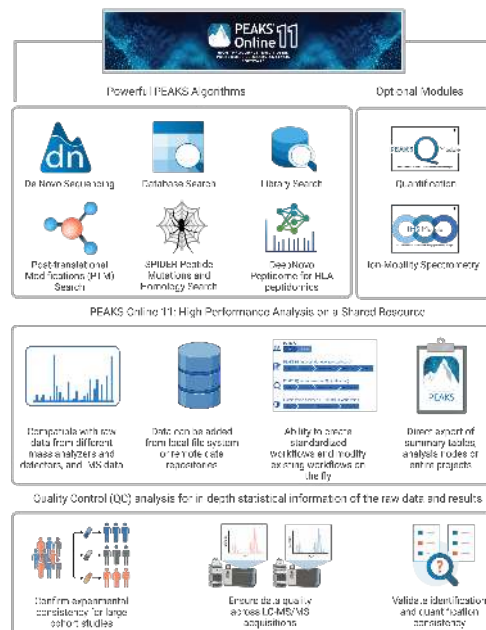 PEAKS
Online 11
Powerful PEAKS Algorithms
Optional Modules
dn
PEAKS Q Module
De Novo Sequencing
Database Search
Library Search
Quantification
Post-translational
Modifications (PTM)
Search
SPIDER Peptide
Mutations and
Homology Search
DeepNovo
Peptidome for HLA
peptidomics
Ion Mobility Spectrometry
PEAKS Online 11: High Performance Analysis on a Shared Resource
PEAKS
Compatible with raw
data from different
mass analyzers and
detectors, and IMS data
Data can be added
from local file system
or remote data
repositories
Ability to create
standardized
workflows and modify
existing workflows on
the fly
Direct export of
summary tables,
analysis nodes or
entire projects
Quality Control (QC) analysis for in depth statistical information of the raw data and results
Confirm experimental
consistency for large
cohort studies
Ensure data quality
across LC-MS/MS
acquisitions
Validate identification
and quantification
consistency